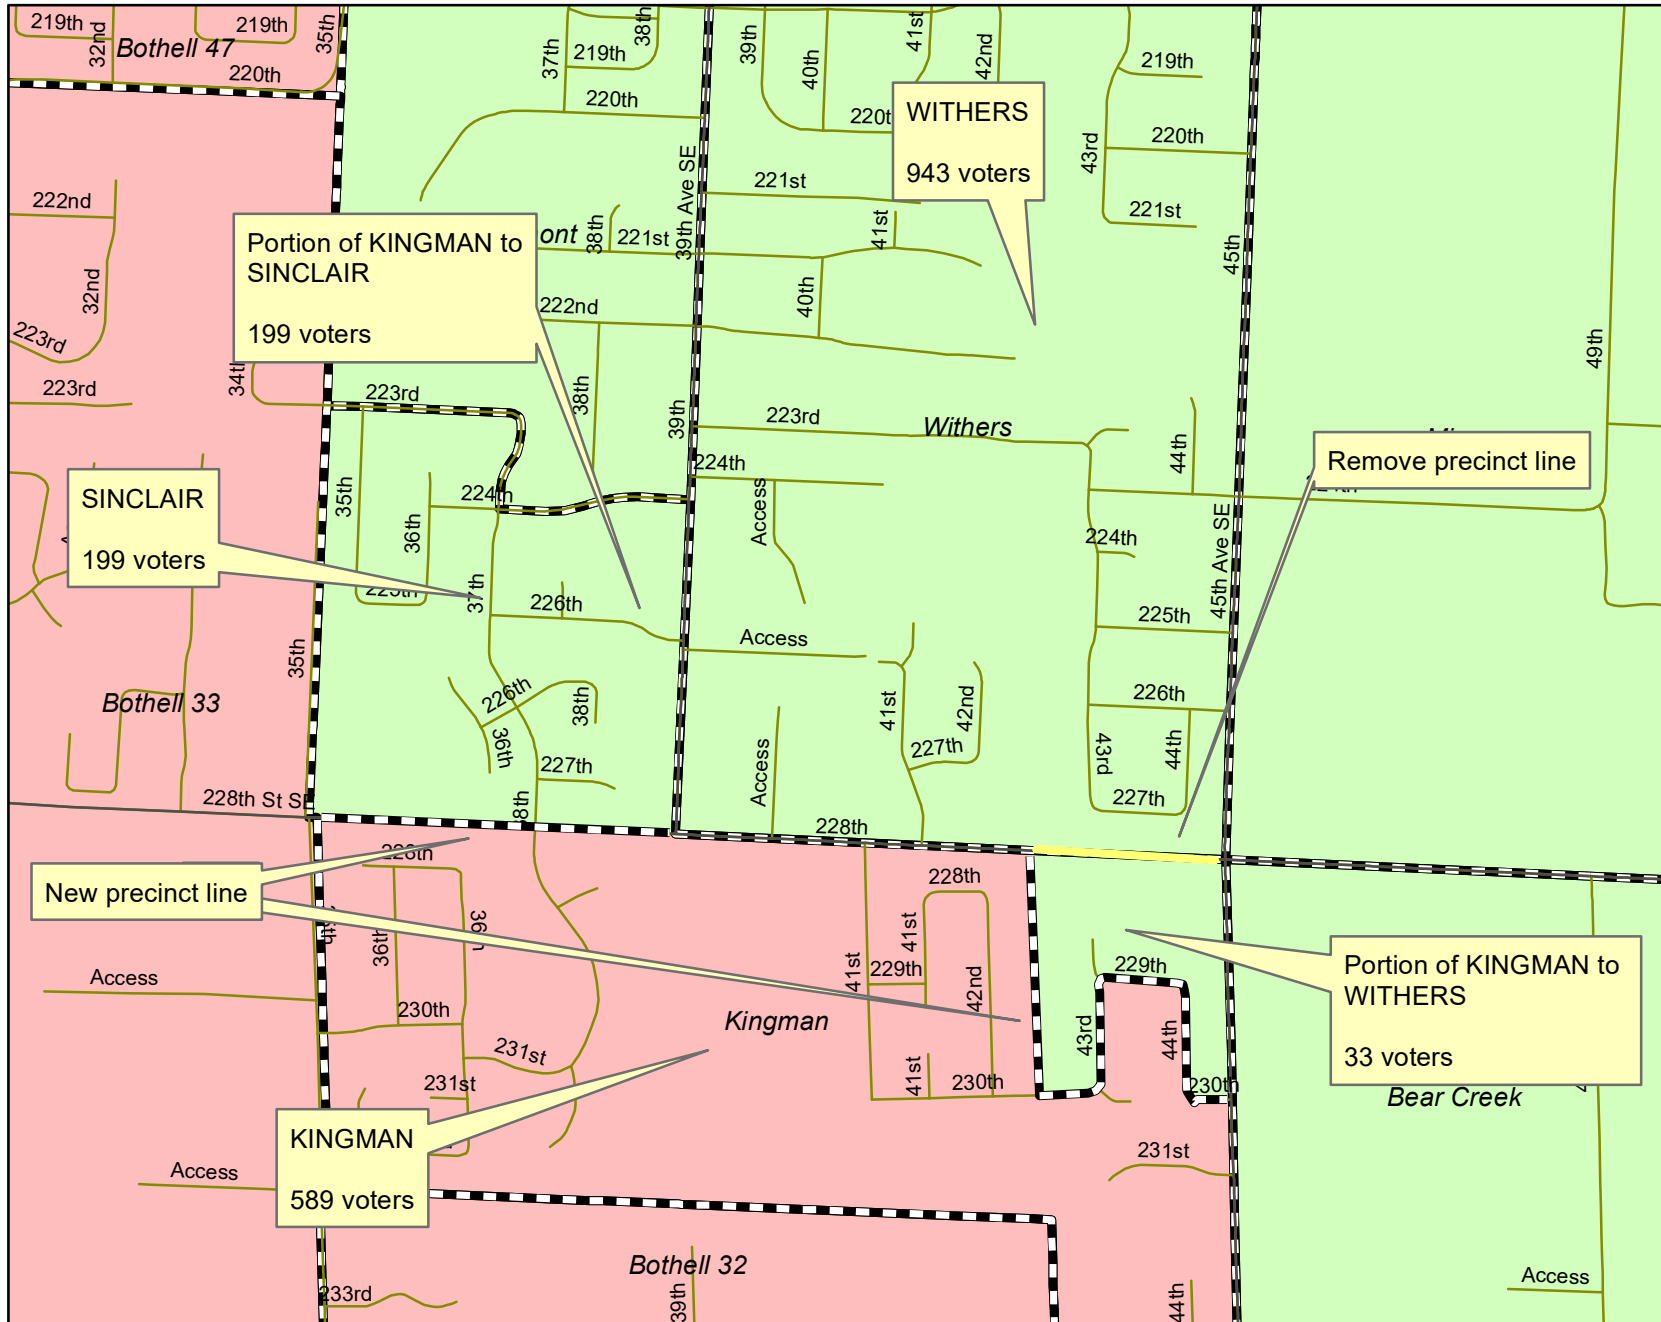 219th
32nd
219th
35th
Bothell 47
220th
37th
219th
38th
220th
39th
40th
41st
42nd
219th
220th
43rd
221st
45th
WITHERS
943 voters
222nd
32nd
223rd
223rd
34th
221st
39th Ave SE
38th
221st
41st
40th
Portion of KINGMAN to
SINCLAIR
199 voters
222nd
38th
39th
223rd
223rd
Withers
49th
44th
Remove precinct line
224th
SINCLAIR
199 voters
35th
36th
224th
37th
226th
Access
224th
45th Ave SE
225th
Access
35th
Bothell 33
226th
38th
36th
227th
41st
42nd
227th
226th
43rd
44th
227th
Access
228th St SE
228th
New precinct line
36th
228th
41st
41st
229th
42nd
229th
Portion of KINGMAN to
WITHERS
33 voters
Access
230th
231st
Kingman
43rd
44th
230th
231st
41st
230th
Bear Creek
KINGMAN
589 voters
Access
231st
Bothell 32
39th
44th
Access
233rd